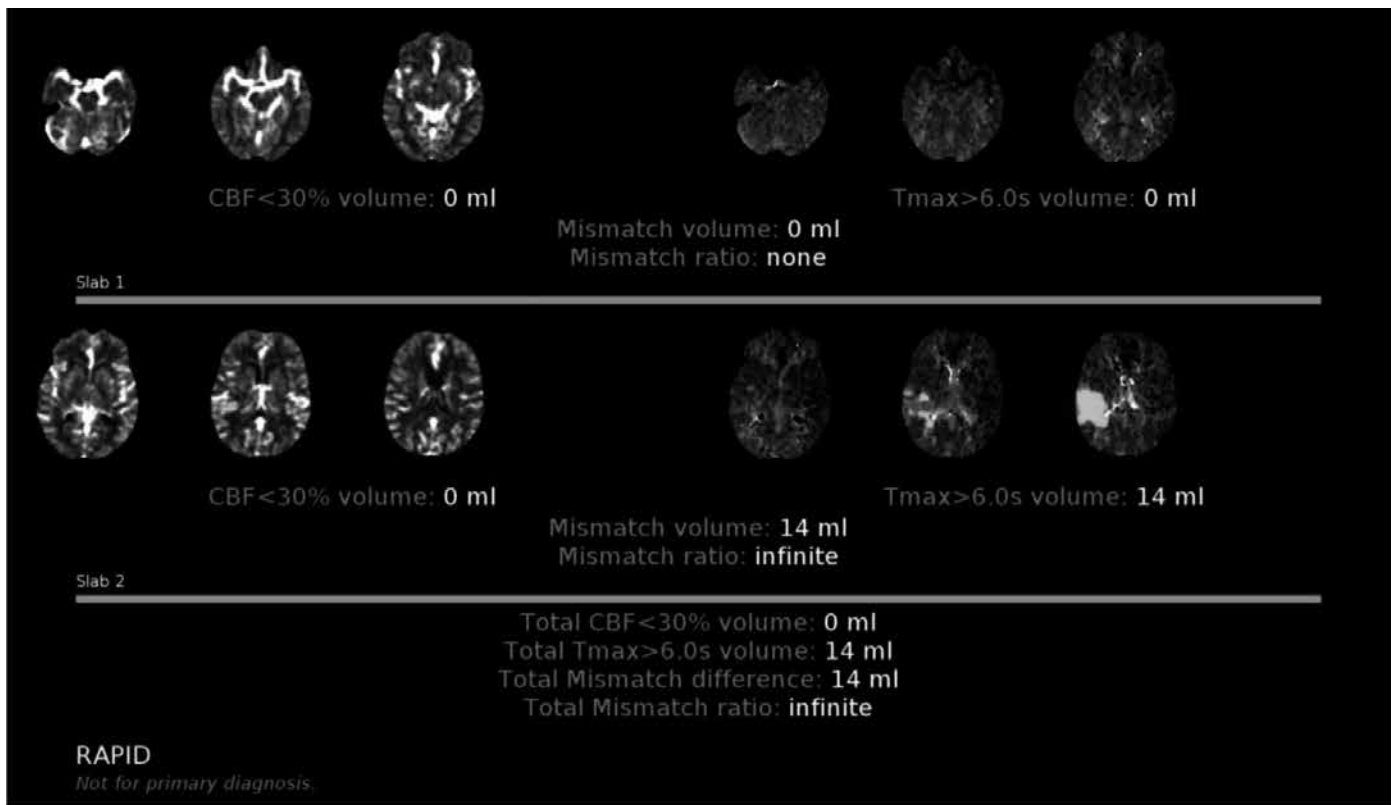 CBF<30% volume: 0 ml
Tmax>6.0s volume: 0 ml
Mismatch volume: 0 ml
Mismatch ratio: none
Slab 1
CBF<30% volume: 0 ml
Tmax>6.0s volume: 14 ml
Mismatch volume: 14 ml
Mismatch ratio: infinite
Slab 2
Total CBF<30% volume: 0 ml
Total Tmax>6.0s volume: 14 ml
Total Mismatch difference: 14 ml
Total Mismatch ratio: infinite
RAPID
Not for primary diagnosis.